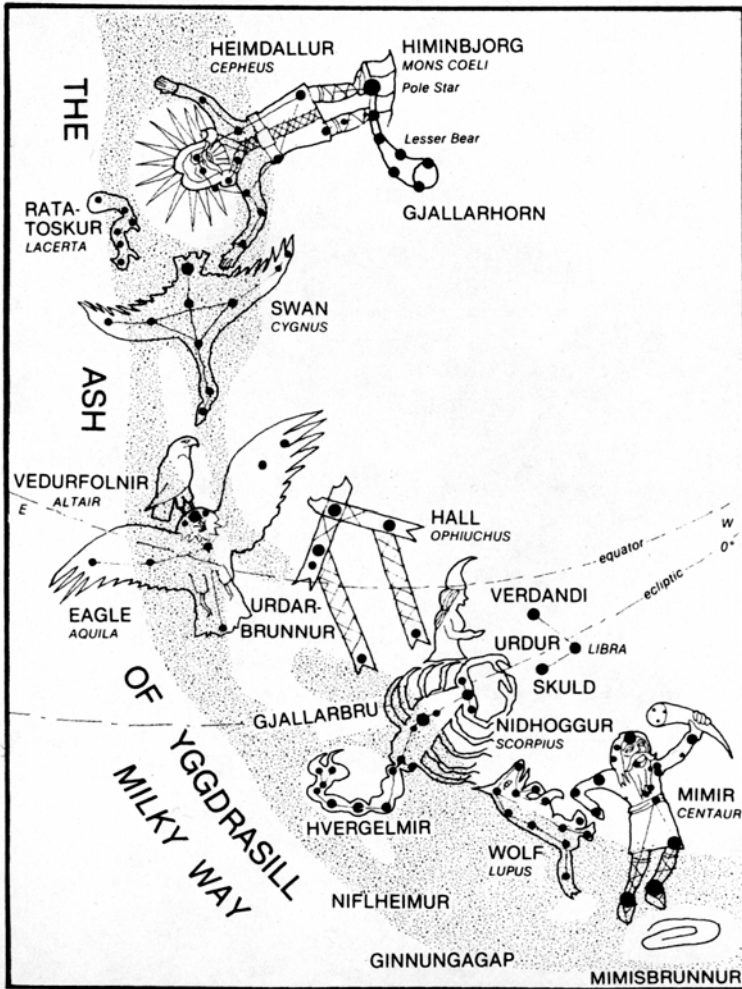 HEIMDALLUR
CEPHEUS
HIMINBJORG
MONS COELI
Pole Star
Lesser Bear
GJALLARHORN
THE
RATA-
TOSKUR
LACERTA
SWAN
CYGNUS
ASH
VEDURFOLNIR
ALTAIR
E
HALL
OPHIUCHUS
equator
W
0°
ecliptic
EAGLE
AQUILA
URDAR-
BRUNNUR
VERDANDI
URDUR
LIBRA
SKULD
OF YGGDRASILL
MILKY WAY
GJALLARBRU
NIDHOGGUR
SCORPIUS
HVERGELMIR
WOLF
LUPUS
MIMIR
CENTAUR
NIFLHEIMUR
GINNUNGAGAP
MIMISBRUNNUR